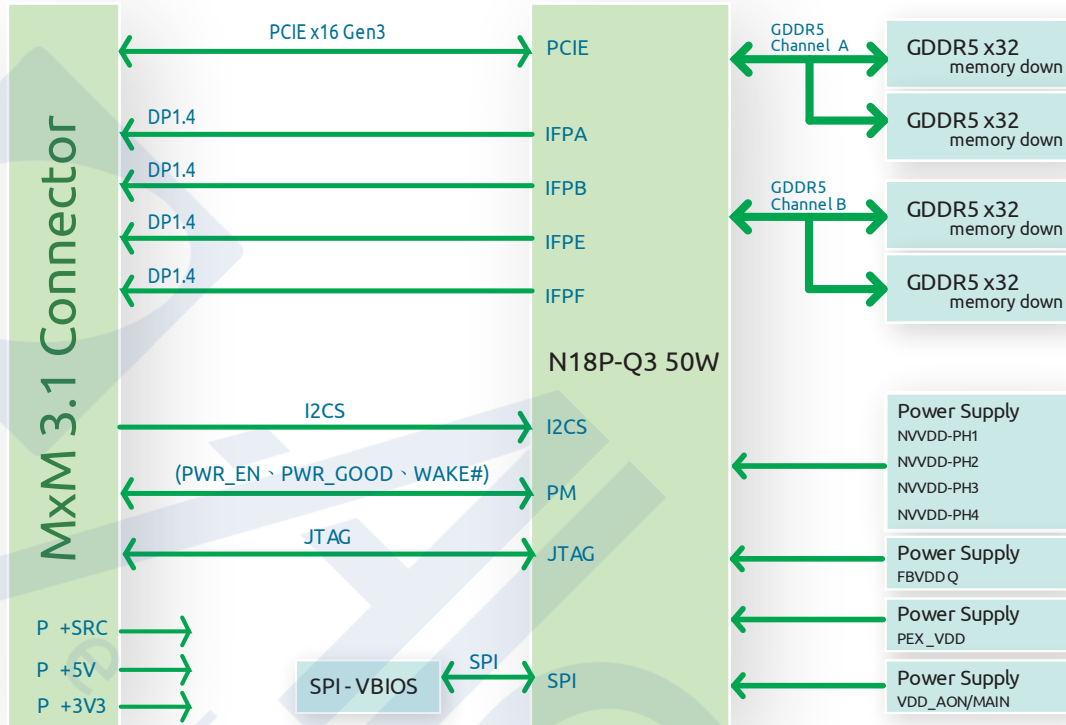 MxM 3.1 Connector
PCIE x16 Gen3
DP1.4
DP1.4
DP1.4
DP1.4
I2CS
(PWR_EN、PWR_GOOD、WAKE#)
JTAG
P +SRC
P +5V
P +3V3
SPI - VBIOS
SPI
PCIE
IFPA
IFPB
IFPE
IFPF
N18P-Q3 50W
I2CS
PM
JTAG
SPI
GDDR5
Channel A
GDDR5 x32
memory down
GDDR5 x32
memory down
GDDR5
Channel B
GDDR5 x32
memory down
GDDR5 x32
memory down
Power Supply
NVVDD-PH1
NVVDD-PH2
NVVDD-PH3
NVVDD-PH4
Power Supply
FBVDDQ
Power Supply
PEX_VDD
Power Supply
VDD_AON/MAIN